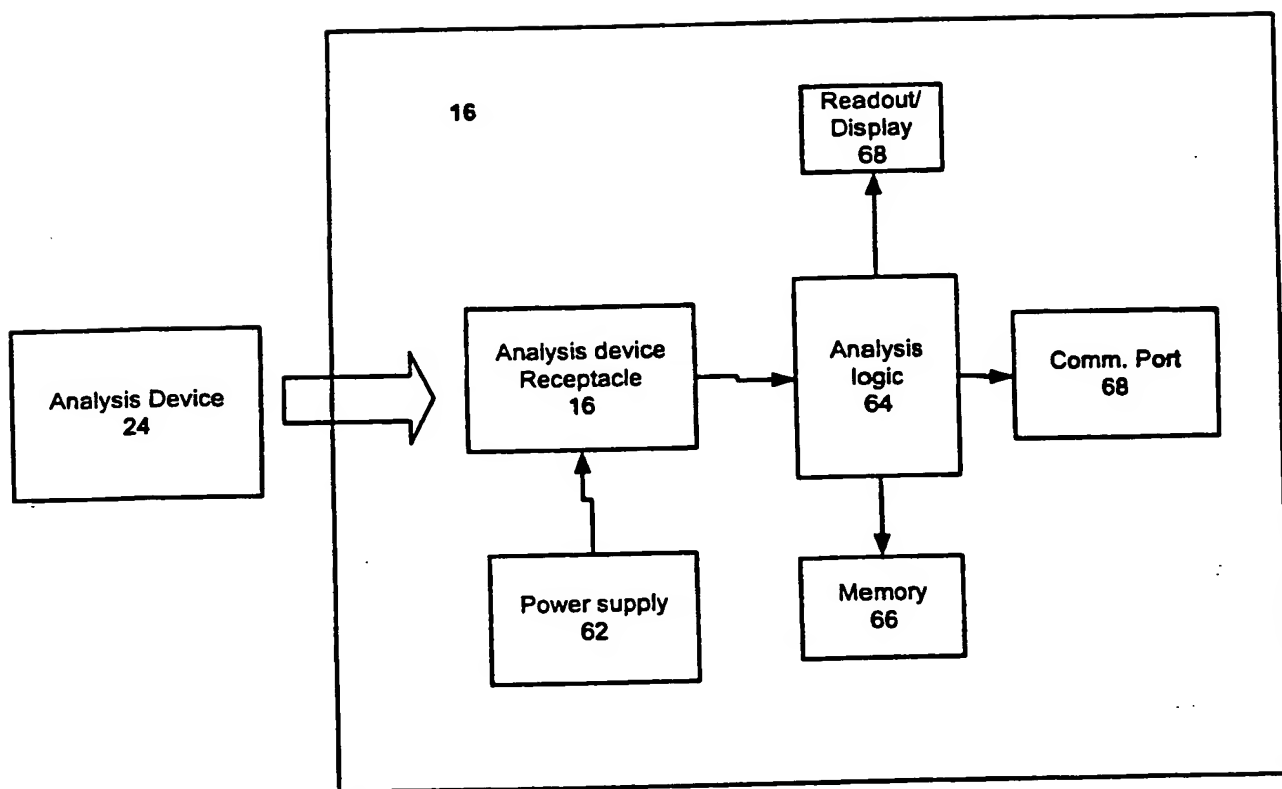 16
Readout/
Display
68
Analysis Device
24
Analysis device
Receptacle
16
Analysis
logic
64
Comm. Port
68
Power supply
62
Memory
66